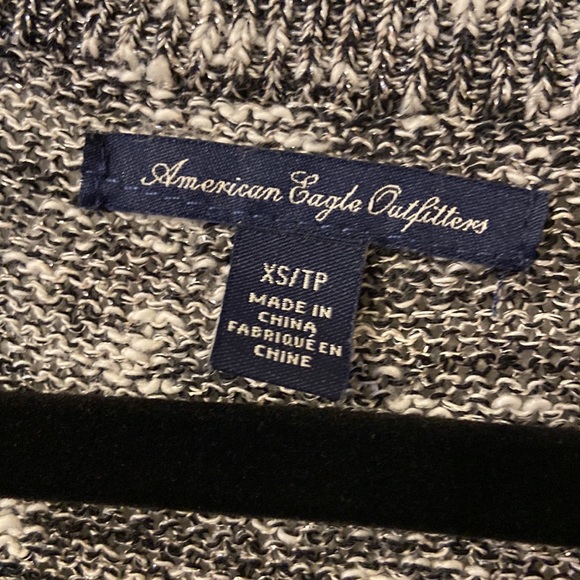 American Eagle Outfitters
XS/TP
MADE IN
CHINA
FABRIQUÉ EN
CHINE